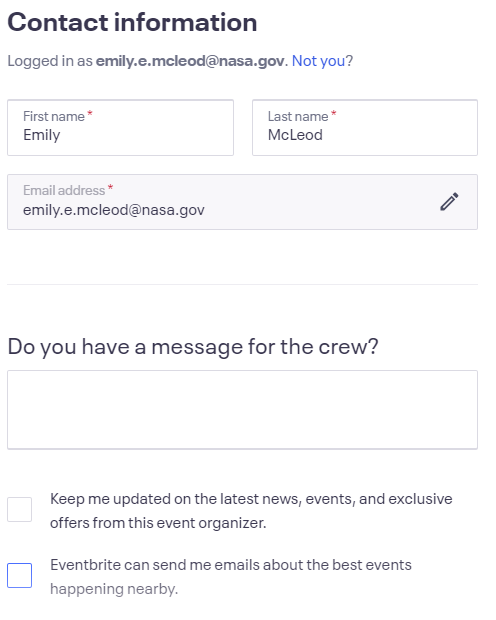 Contact information
Logged in as emily.e.mcleod@nasa.gov. Not you?
First name * Last name *
Emily McLeod
Email address *
emily.e.mcleod@nasa.gov
Do you have a message for the crew?
Keep me updated on the latest news, events, and exclusive
offers from this event organizer.
Eventbrite can send me emails about the best events
happening nearby.